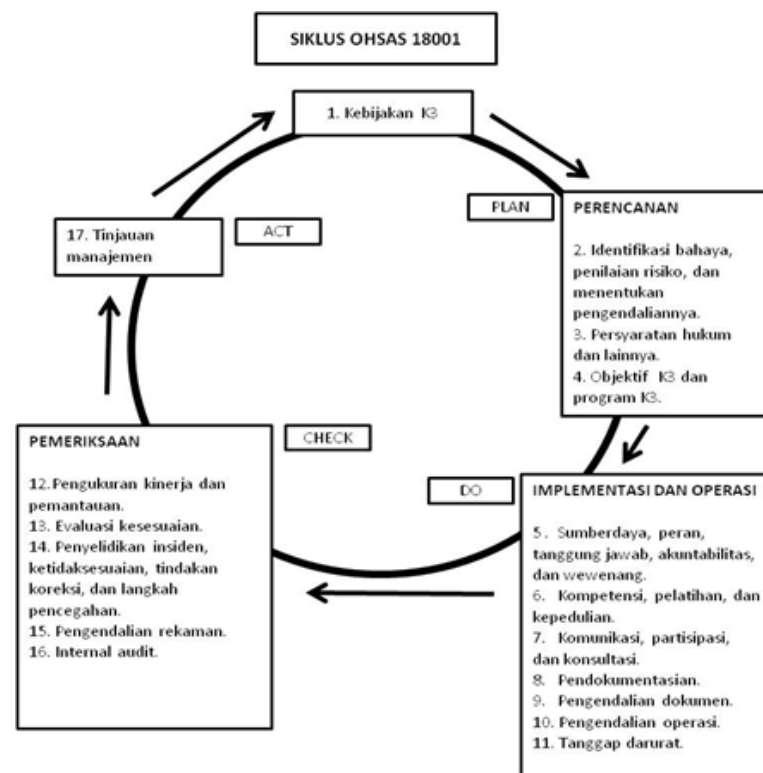 SIKLUS OHSAS 18001
1. Kebijakan K3
PLAN
PERENCANAN
2. Identifikasi bahaya,
penilaian risiko, dan
menentukan
pengendaliannya.
3. Persyaratan hukum
dan lainnya.
4. Objektif K3 dan
program K3.
DO
IMPLEMENTASI DAN OPERASI
5. Sumberdaya, peran,
tanggung jawab, akuntabilitas,
dan wewenang.
6. Kompetensi, pelatihan, dan
kepedulian.
7. Komunikasi, partisipasi,
dan konsultasi.
8. Pendokumentasian.
9. Pengendalian dokumen.
10. Pengendalian operasi.
11. Tanggap darurat.
CHECK
PEMERIKSAAN
12. Pengukuran kinerja dan
pemantauan.
13. Evaluasi kesesuaian.
14. Penyelidikan insiden,
ketidaksesuaian, tindakan
koreksi, dan langkah
pencegahan.
15. Pengendalian rekaman.
16. Internal audit.
ACT
17. Tinjauan
manajemen